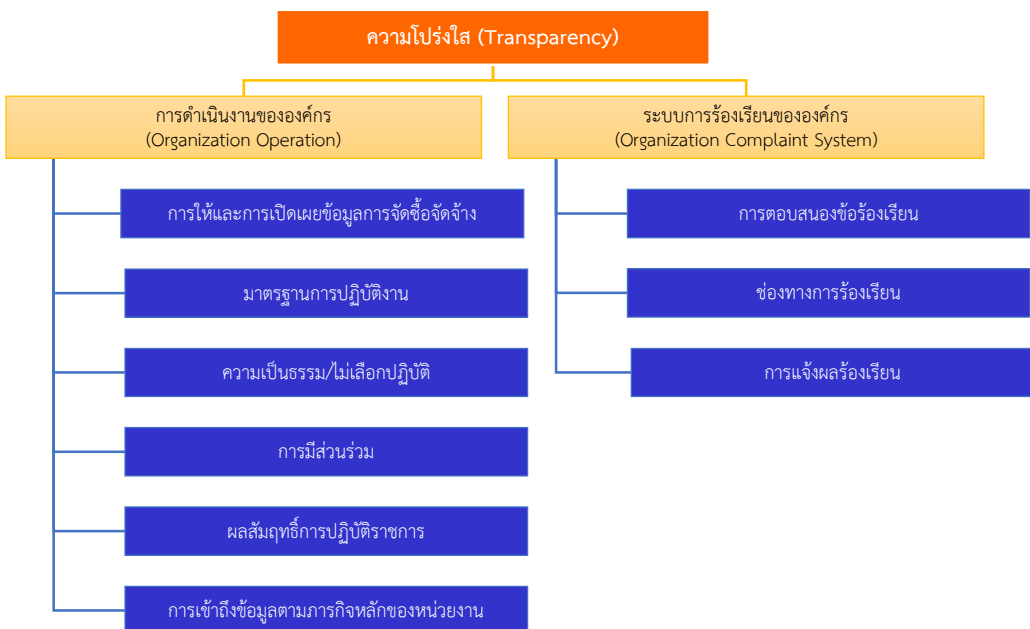 ความโปร่งใส (Transparency)
การดำเนินงานขององค์กร
(Organization Operation)
การให้และการเปิดเผยข้อมูลการจัดซื้อจัดจ้าง
มาตรฐานการปฏิบัติงาน
ความเป็นธรรม/ไม่เลือกปฏิบัติ
การมีส่วนร่วม
ผลสัมฤทธิ์การปฏิบัติราชการ
การเข้าถึงข้อมูลตามภารกิจหลักของหน่วยงาน
ระบบการร้องเรียนขององค์กร
(Organization Complaint System)
การตอบสนองข้อร้องเรียน
ช่องทางการร้องเรียน
การแจ้งผลร้องเรียน